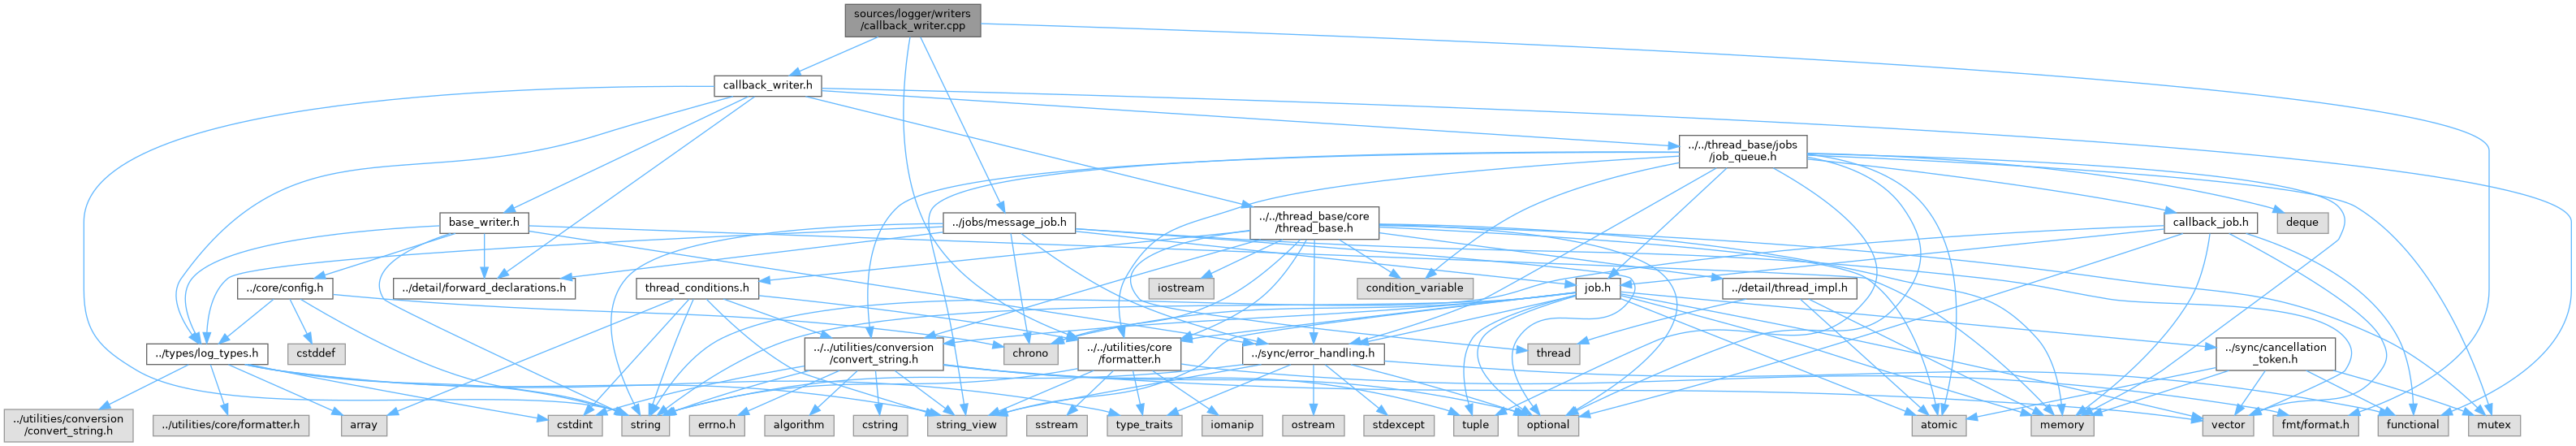 sources/logger/writers
/callback_writer.cpp
callback_writer.h
../../thread_base/jobs
/job_queue.h
base_writer.h
../jobs/message_job.h
../../thread_base/core
/thread_base.h
callback_job.h
deque
../core/config.h
../detail/forward_declarations.h
thread_conditions.h
iostream
condition_variable
job.h
../detail/thread_impl.h
../types/log_types.h
cstddef
../../utilities/conversion
/convert_string.h
chrono
../../utilities/core
/formatter.h
../sync/error_handling.h
thread
../sync/cancellation
_token.h
../utilities/conversion
/convert_string.h
../utilities/core/formatter.h
array
cstdint
string
errno.h
algorithm
cstring
string_view
sstream
type_traits
iomanip
ostream
stdexcept
tuple
optional
atomic
memory
vector
fmt/format.h
functional
mutex